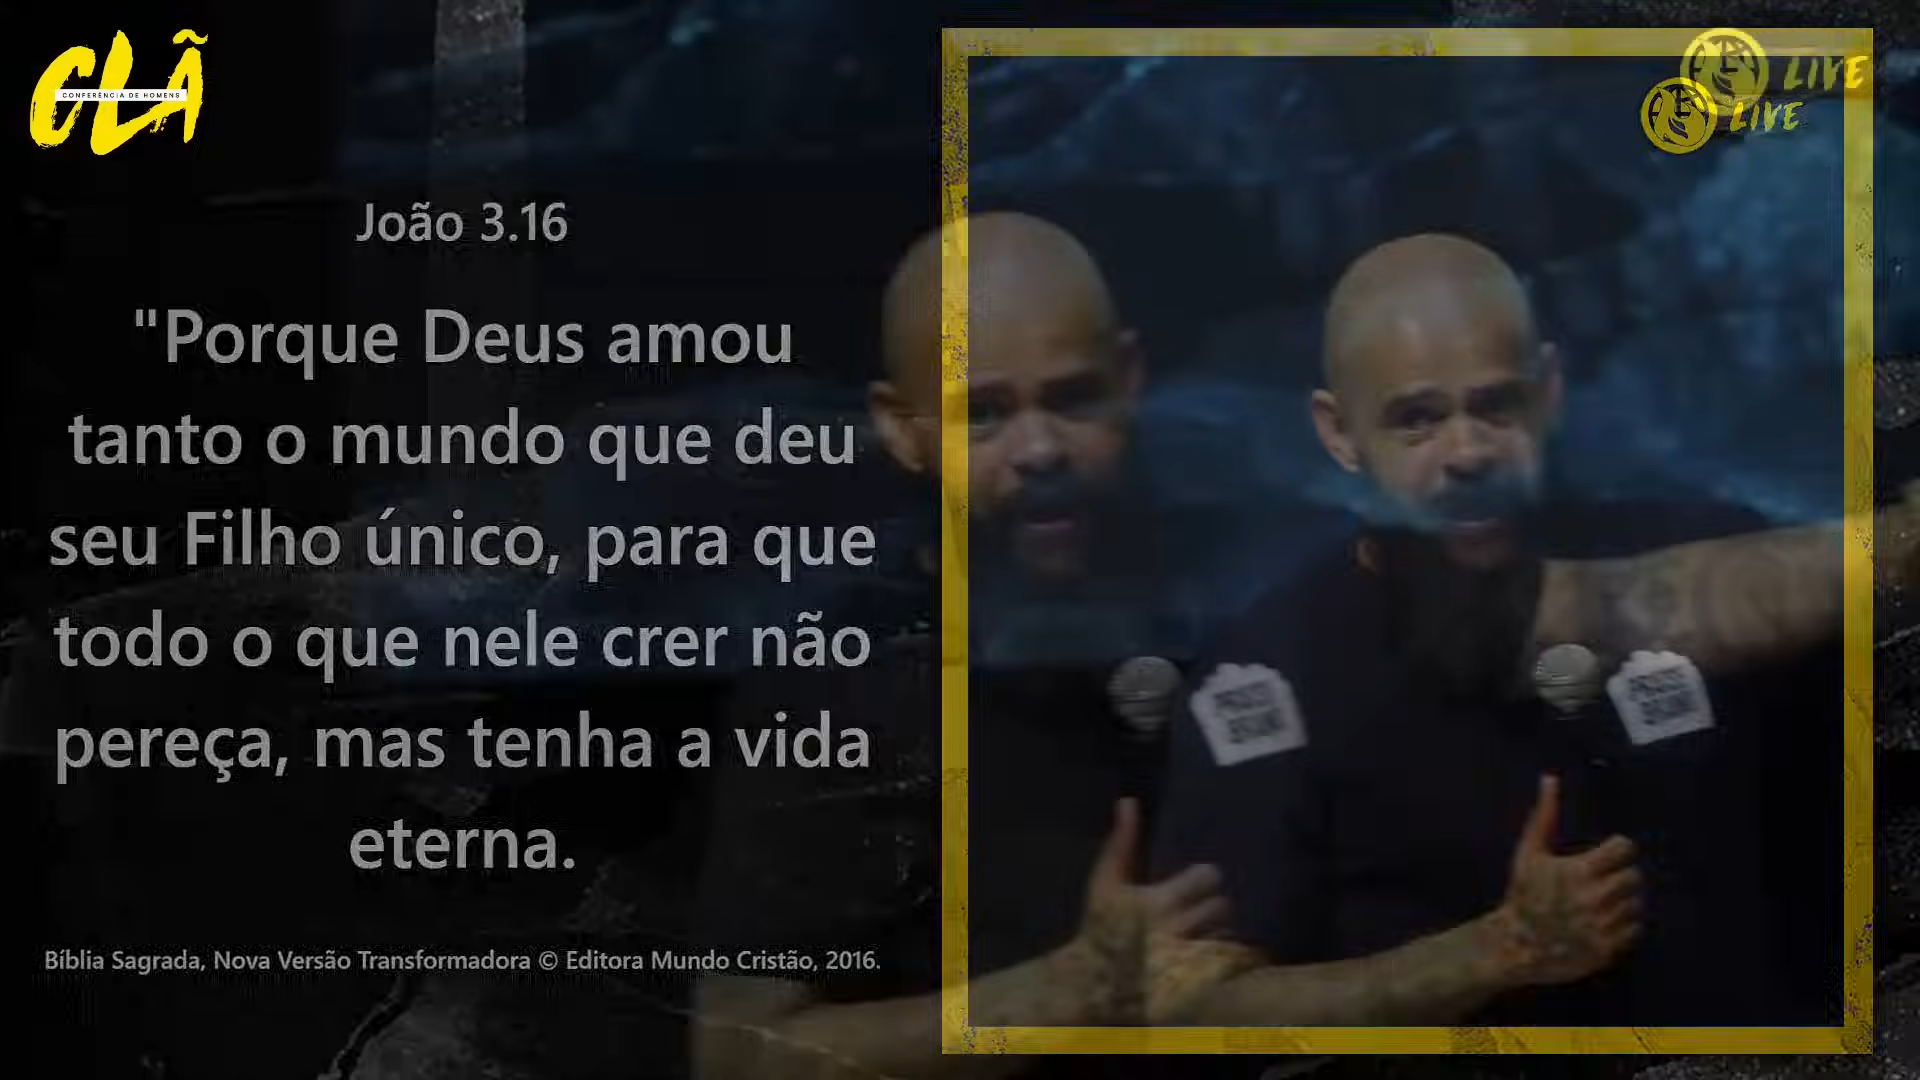 CLÃ
CONFERÊNCIA DE HOMENS
LIVE
LIVE
João 3.16
"Porque Deus amou
tanto o mundo que deu
seu Filho único, para que
todo o que nele crer não
pereça, mas tenha a vida
eterna.
Bíblia Sagrada, Nova Versão Transformadora © Editora Mundo Cristão, 2016.